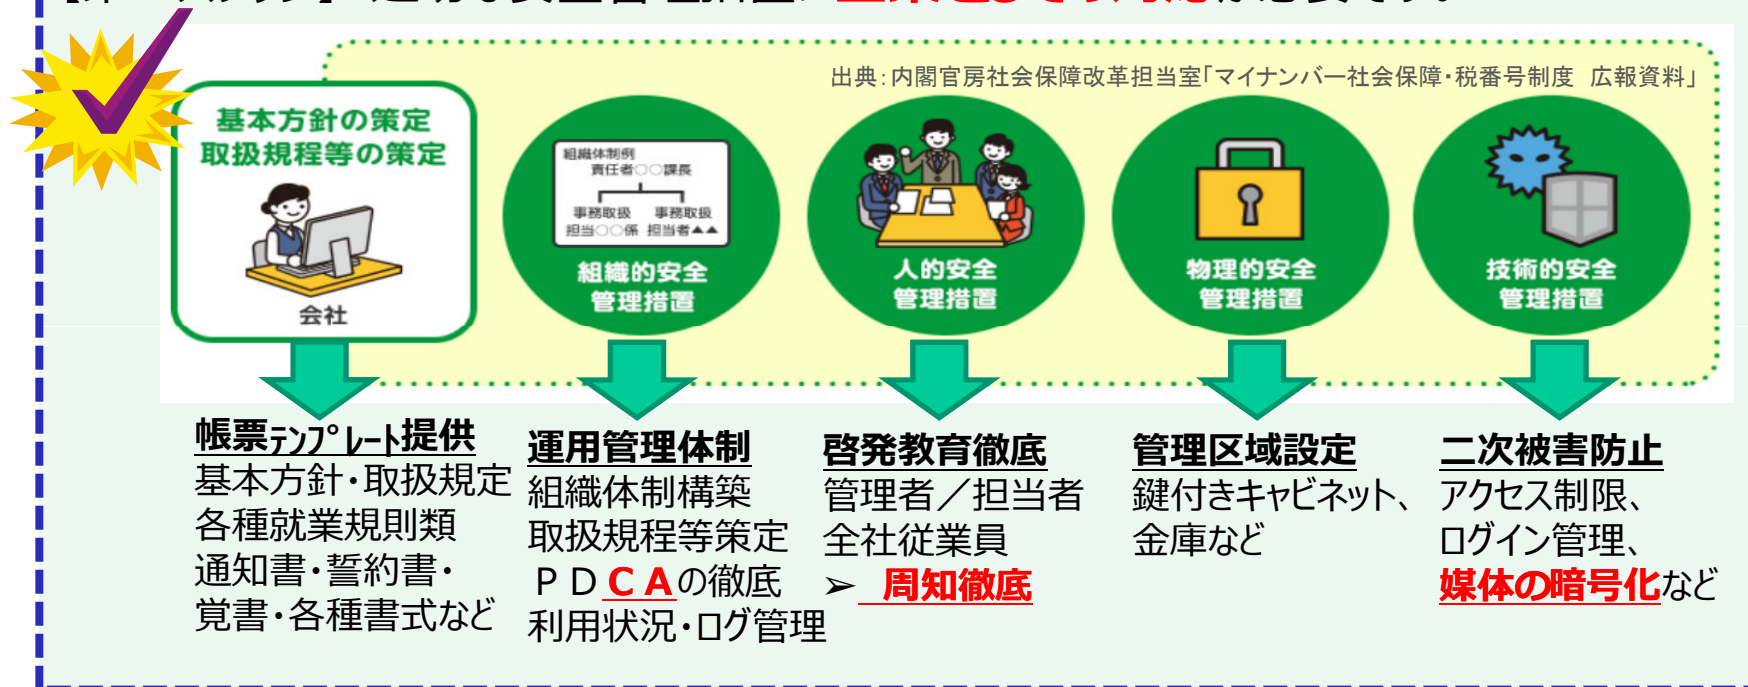 出典：内閣官房社会保障改革担当室「マイナンバー社会保障・税番号制度　広報資料」
基本方針の策定
取扱規程等の策定
会社
組織体制例
責任者○○課長
事務取扱　事務取扱
担当○○係　担当者▲▲
組織的安全
管理措置
人的安全
管理措置
物理的安全
管理措置
技術的安全
管理措置
帳票ﾃﾝﾌﾟﾚｰﾄ提供
基本方針・取扱規定
各種就業規則類
通知書・誓約書・
覚書・各種書式など
運用管理体制
組織体制構築
取扱規程等策定
ＰＤＣＡの徹底
利用状況・ログ管理
啓発教育徹底
管理者／担当者
全社従業員
➢ 周知徹底
管理区域設定
鍵付きキャビネット、
金庫など
二次被害防止
アクセス制限、
ログイン管理、
媒体の暗号化など